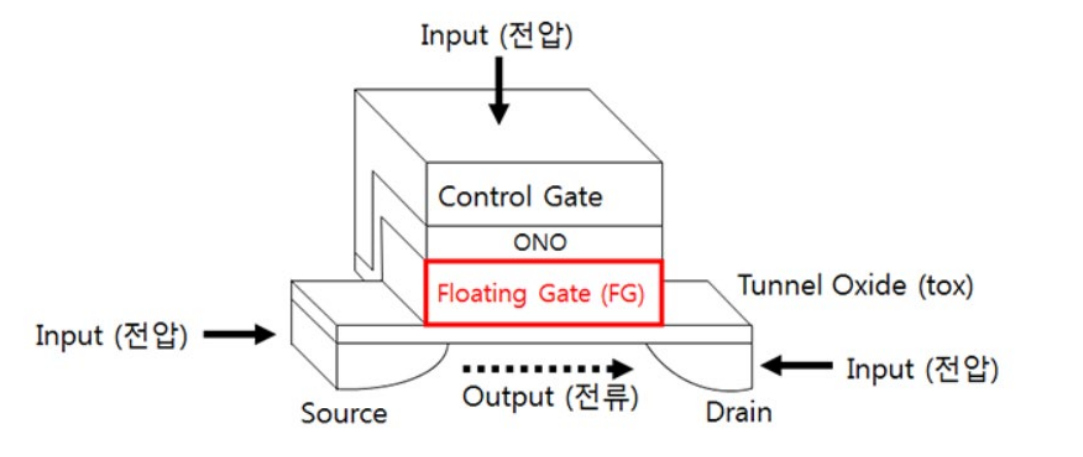 Input (전압)
Control Gate
ONO
Floating Gate (FG)
Tunnel Oxide (tox)
Input (전압)
Input (전압)
Output (전류)
Source
Drain